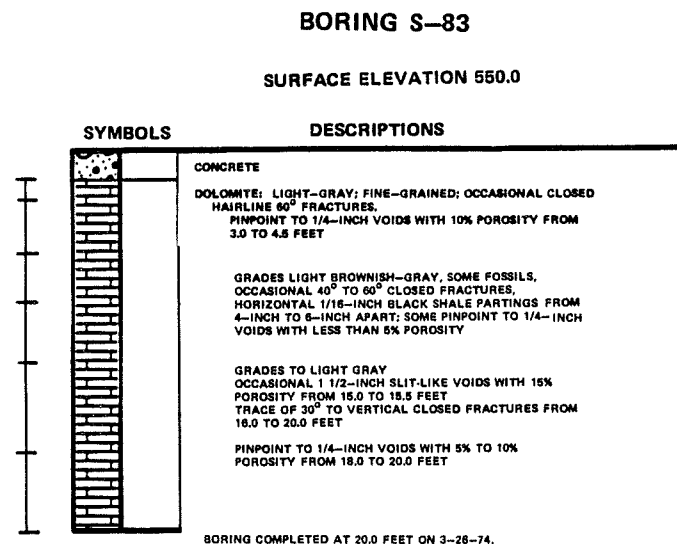 BORING S–83
SURFACE ELEVATION 550.0
SYMBOLS DESCRIPTIONS
CONCRETE
DOLOMITE: LIGHT–GRAY; FINE–GRAINED; OCCASIONAL CLOSED
HAIRLINE 60° FRACTURES.
PINPOINT TO 1/4–INCH VOIDS WITH 10% POROSITY FROM
3.0 TO 4.5 FEET
GRADES LIGHT BROWNISH–GRAY, SOME FOSSILS,
OCCASIONAL 40° TO 60° CLOSED FRACTURES,
HORIZONTAL 1/16–INCH BLACK SHALE PARTINGS FROM
4–INCH TO 6–INCH APART; SOME PINPOINT TO 1/4–INCH
VOIDS WITH LESS THAN 5% POROSITY
GRADES TO LIGHT GRAY
OCCASIONAL 1 1/2–INCH SLIT-LIKE VOIDS WITH 15%
POROSITY FROM 15.0 TO 15.5 FEET
TRACE OF 30° TO VERTICAL CLOSED FRACTURES FROM
16.0 TO 20.0 FEET
PINPOINT TO 1/4–INCH VOIDS WITH 5% TO 10%
POROSITY FROM 18.0 TO 20.0 FEET
BORING COMPLETED AT 20.0 FEET ON 3–26–74.